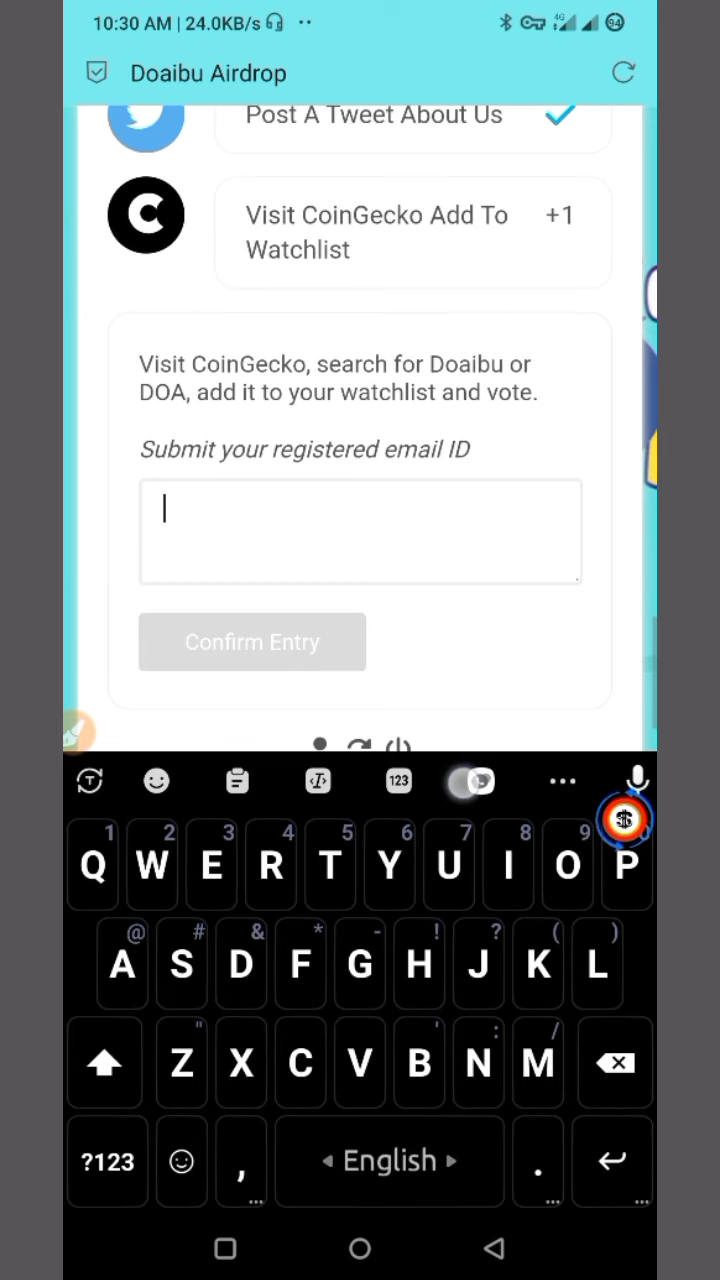 10:30 AM | 24.0KB/s
4G
94
Doaibu Airdrop
Post A Tweet About Us
Visit CoinGecko Add To
Watchlist
+1
Visit CoinGecko, search for Doaibu or
DOA, add it to your watchlist and vote.
Submit your registered email ID
Confirm Entry
T
123
$
1 2 3 4 5 6 7 8 9
Q W E R T Y U I O P
@ # & * - ! ? ( )
A S D F G H J K L
" ' : /
Z X C V B N M
?123 , English .